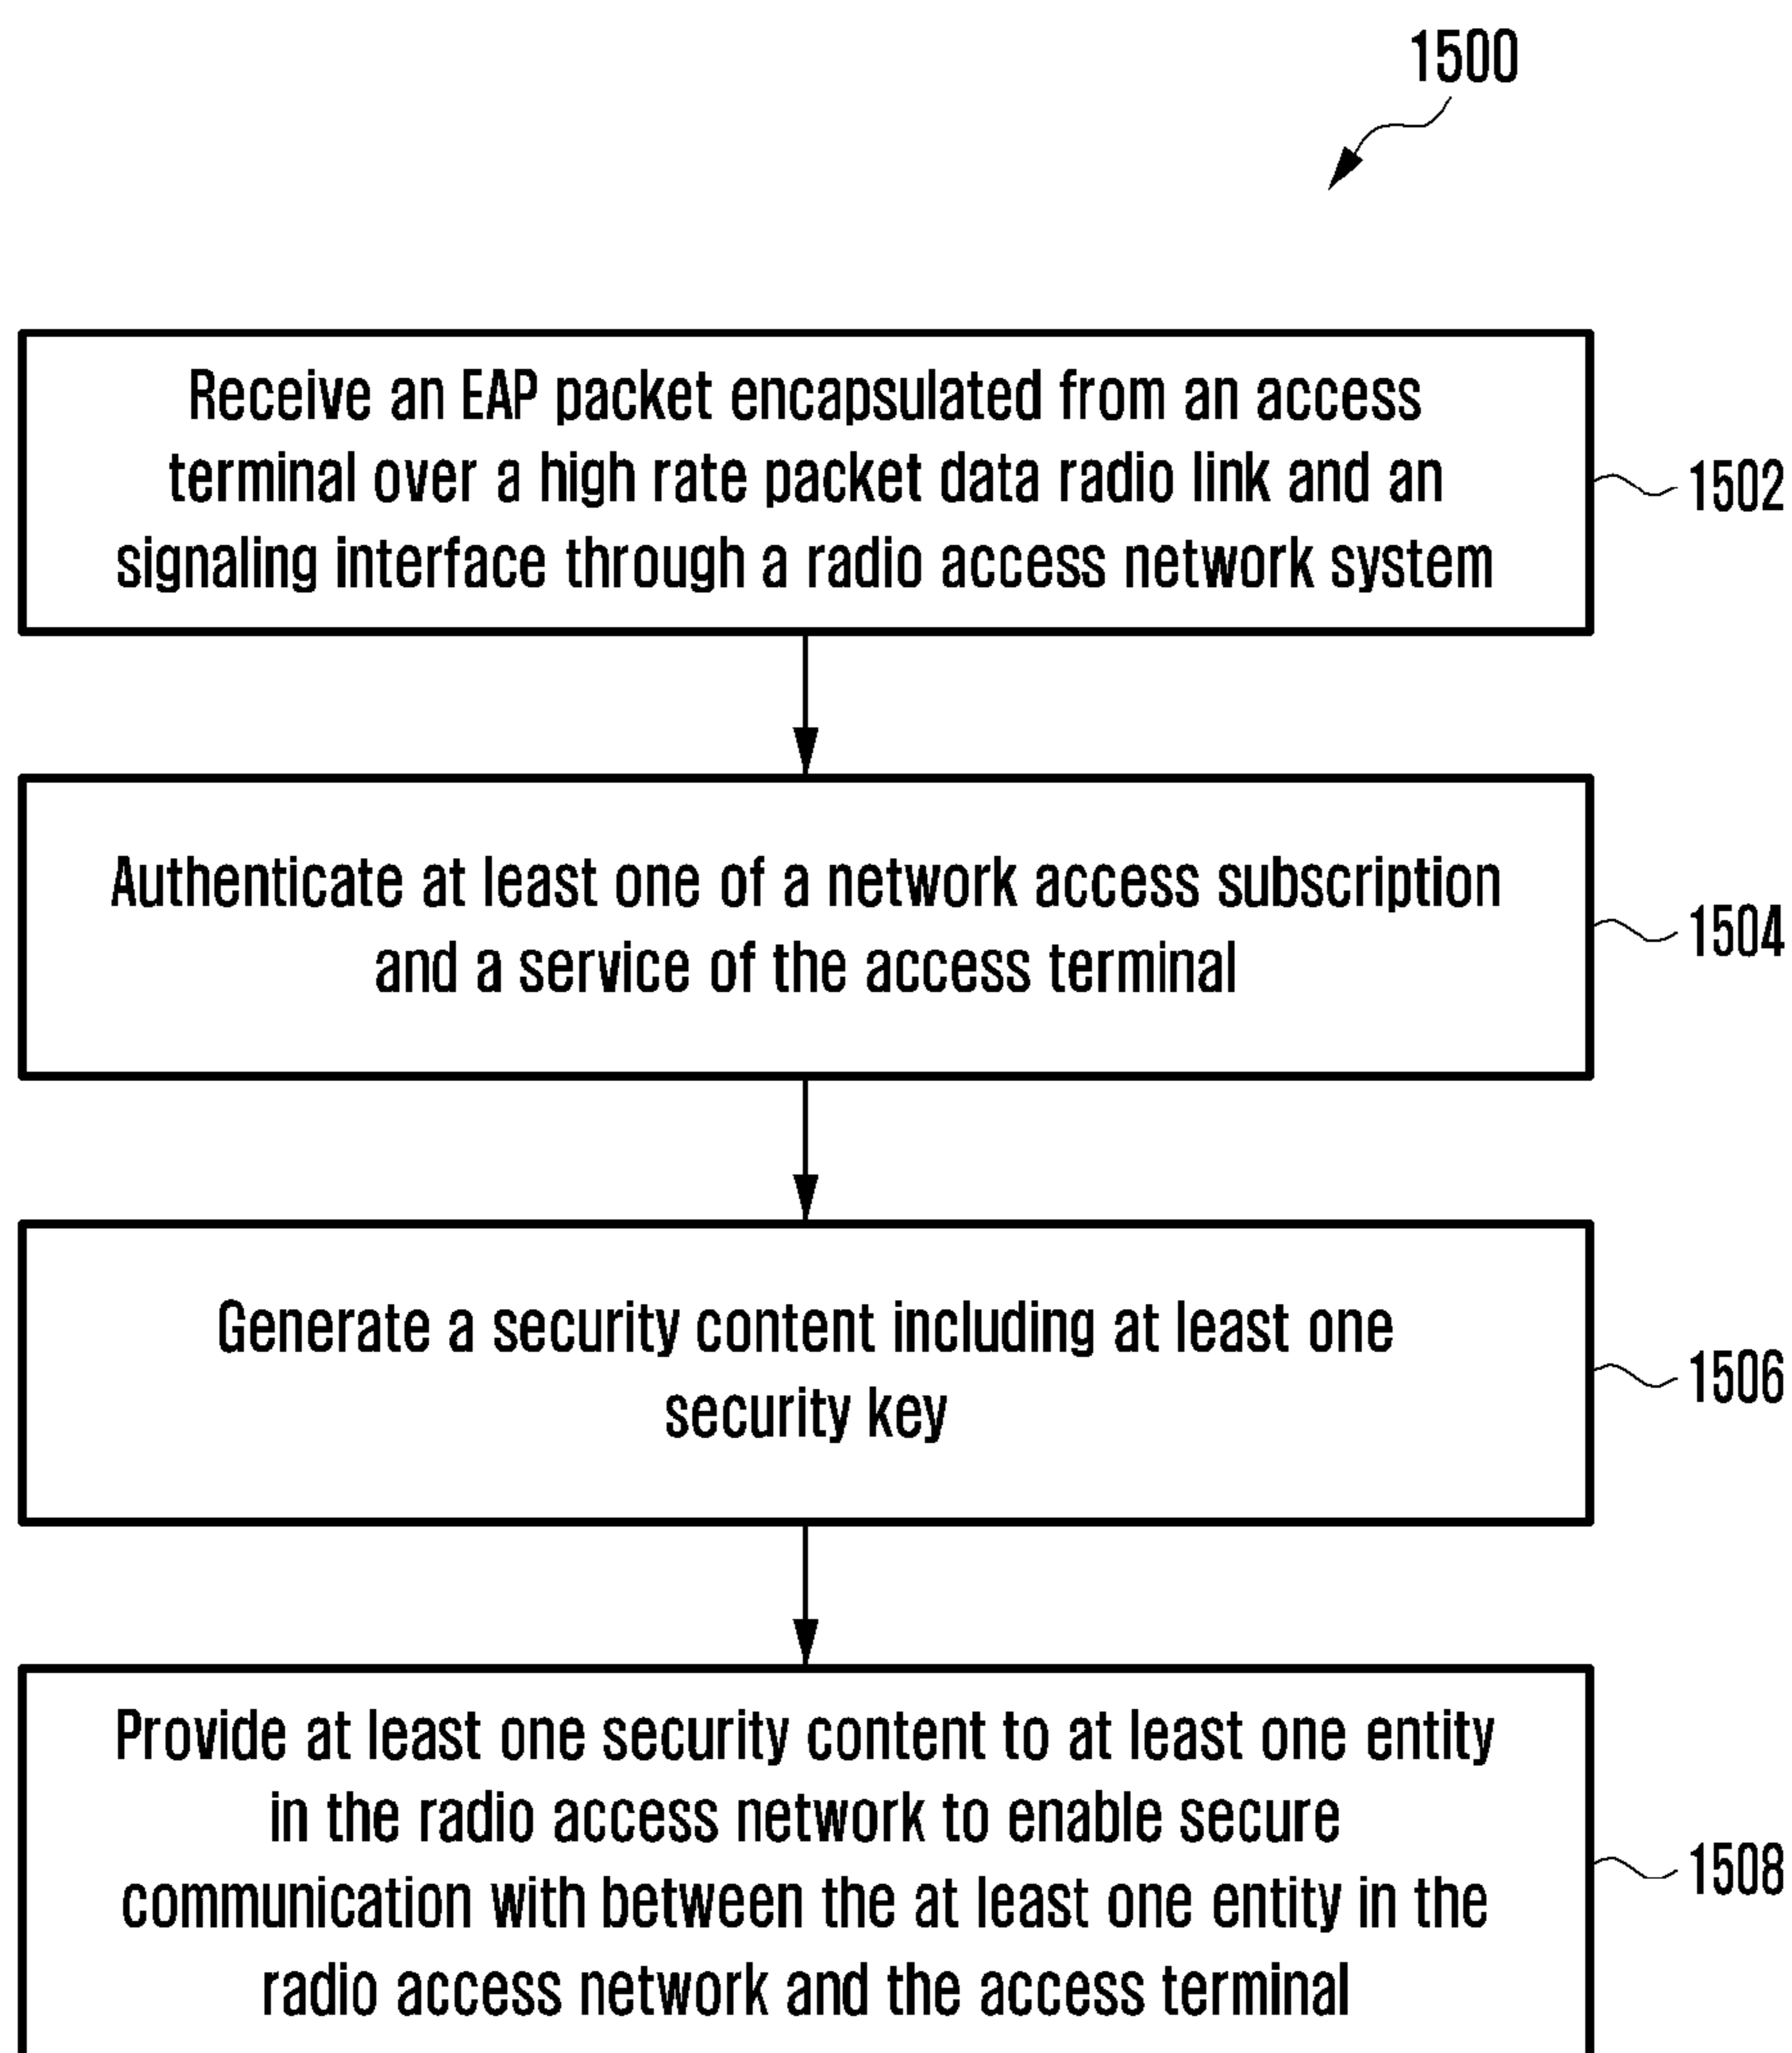 1500
Receive an EAP packet encapsulated from an access
terminal over a high rate packet data radio link and an
signaling interface through a radio access network system
1502
Authenticate at least one of a network access subscription
and a service of the access terminal
1504
Generate a security content including at least one
security key
1506
Provide at least one security content to at least one entity
in the radio access network to enable secure
communication with between the at least one entity in the
radio access network and the access terminal
1508